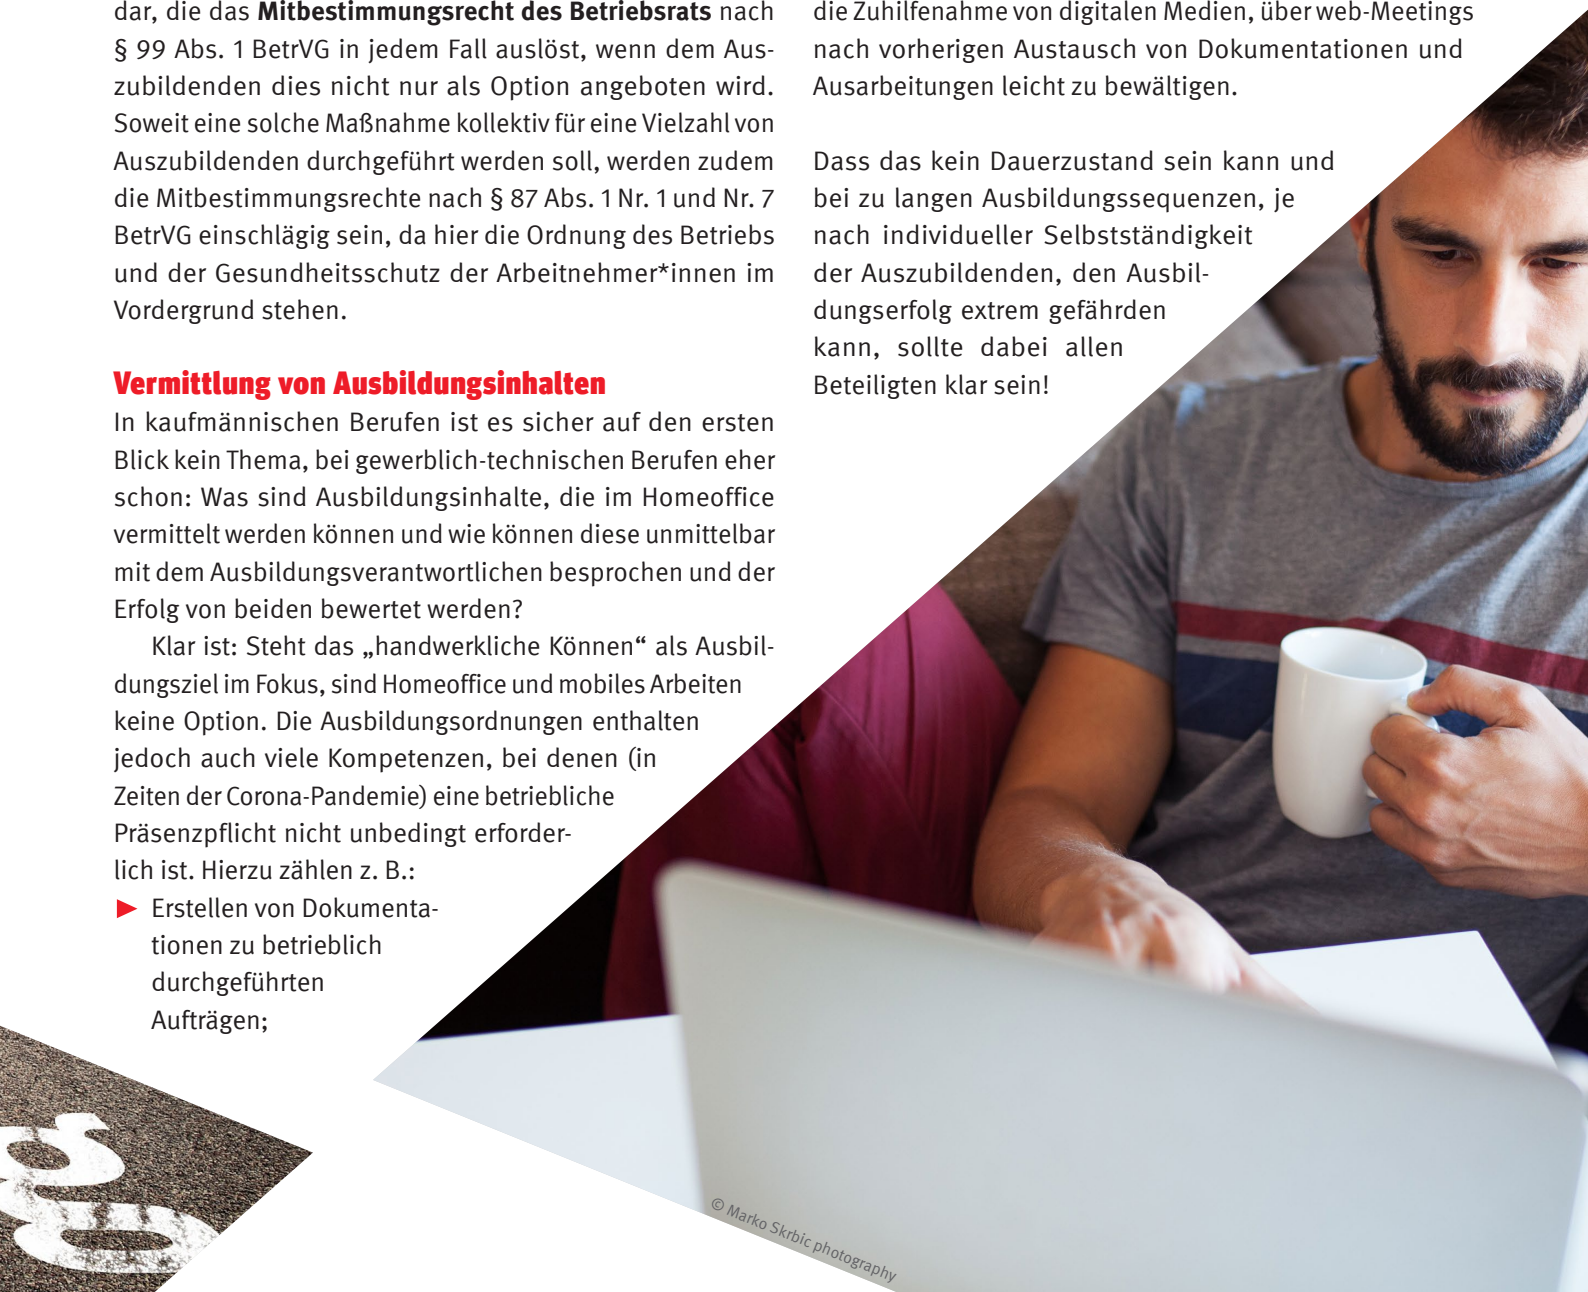 dar, die das Mitbestimmungsrecht des Betriebsrats nach
§ 99 Abs. 1 BetrVG in jedem Fall auslöst, wenn dem Aus-
zubildenden dies nicht nur als Option angeboten wird.
Soweit eine solche Maßnahme kollektiv für eine Vielzahl von
Auszubildenden durchgeführt werden soll, werden zudem
die Mitbestimmungsrechte nach § 87 Abs. 1 Nr. 1 und Nr. 7
BetrVG einschlägig sein, da hier die Ordnung des Betriebs
und der Gesundheitsschutz der Arbeitnehmer*innen im
Vordergrund stehen.
Vermittlung von Ausbildungsinhalten
In kaufmännischen Berufen ist es sicher auf den ersten
Blick kein Thema, bei gewerblich-technischen Berufen eher
schon: Was sind Ausbildungsinhalte, die im Homeoffice
vermittelt werden können und wie können diese unmittelbar
mit dem Ausbildungsverantwortlichen besprochen und der
Erfolg von beiden bewertet werden?
Klar ist: Steht das „handwerkliche Können“ als Ausbil-
dungsziel im Fokus, sind Homeoffice und mobiles Arbeiten
keine Option. Die Ausbildungsordnungen enthalten
jedoch auch viele Kompetenzen, bei denen (in
Zeiten der Corona-Pandemie) eine betriebliche
Präsenzpflicht nicht unbedingt erforder-
lich ist. Hierzu zählen z. B.:
► Erstellen von Dokumenta-
tionen zu betrieblich
durchgeführten
Aufträgen;
die Zuhilfenahme von digitalen Medien, über web-Meetings
nach vorherigen Austausch von Dokumentationen und
Ausarbeitungen leicht zu bewältigen.
Dass das kein Dauerzustand sein kann und
bei zu langen Ausbildungssequenzen, je
nach individueller Selbstständigkeit
der Auszubildenden, den Ausbil-
dungserfolg extrem gefährden
kann, sollte dabei allen
Beteiligten klar sein!
© Marko Skrbic photography